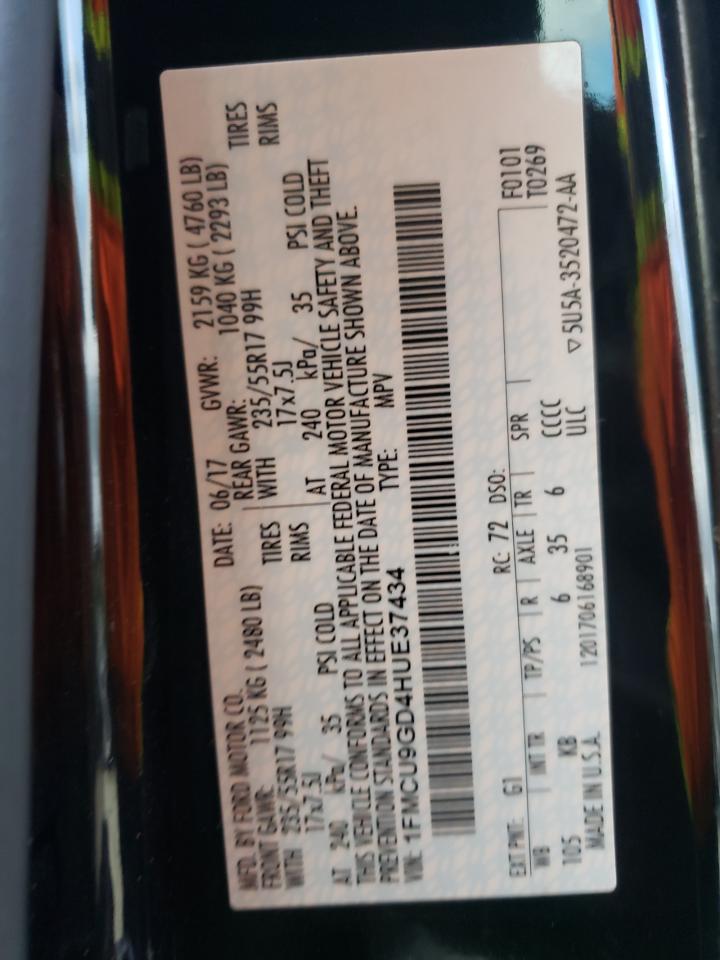 MFD. BY FORD MOTOR CO. DATE: 06/17 GVWR: 2159 KG ( 4760 LB)
FRONT GAWR: 1125 KG ( 2480 LB) REAR GAWR: 1040 KG ( 2293 LB)
WITH 235/55R17 99H TIRES WITH 235/55R17 99H TIRES
17x7.5J RIMS 17x7.5J RIMS
AT 240 kPa/ 35 PSI COLD AT 240 kPa/ 35 PSI COLD
THIS VEHICLE CONFORMS TO ALL APPLICABLE FEDERAL MOTOR VEHICLE SAFETY AND THEFT
PREVENTION STANDARDS IN EFFECT ON THE DATE OF MANUFACTURE SHOWN ABOVE.
VIN: 1FMCU9GD4HUE37434 TYPE: MPV
EXT PNT: G1 RC: 72 DSO: F0101
WB INT TR TP/PS R AXLE TR SPR T0269
105 KB 6 35 6 CCCC
ULC ▽5U5A-3520472-AA
MADE IN U.S.A. 1201706168901